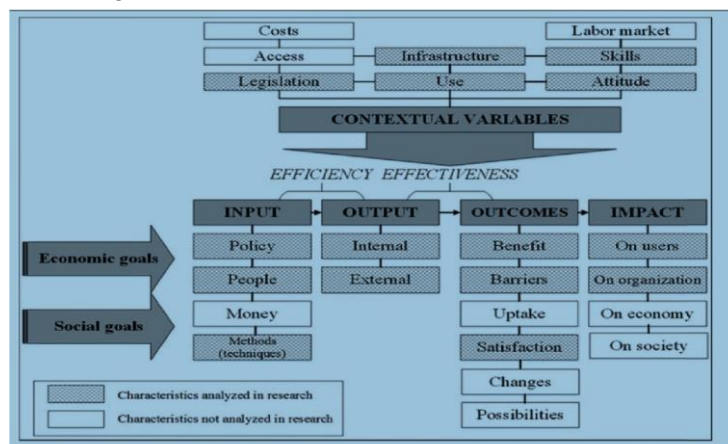 Costs
Labor market
Access
Infrastructure
Skills
Legislation
Use
Attitude
CONTEXTUAL VARIABLES
EFFICIENCY EFFECTIVENESS
INPUT
OUTPUT
OUTCOMES
IMPACT
Economic goals
Policy
Internal
Benefit
On users
People
External
Barriers
On organization
Social goals
Money
Uptake
On economy
Methods
(techniques)
Satisfaction
On society
Changes
Possibilities
Characteristics analyzed in research
Characteristics not analyzed in research